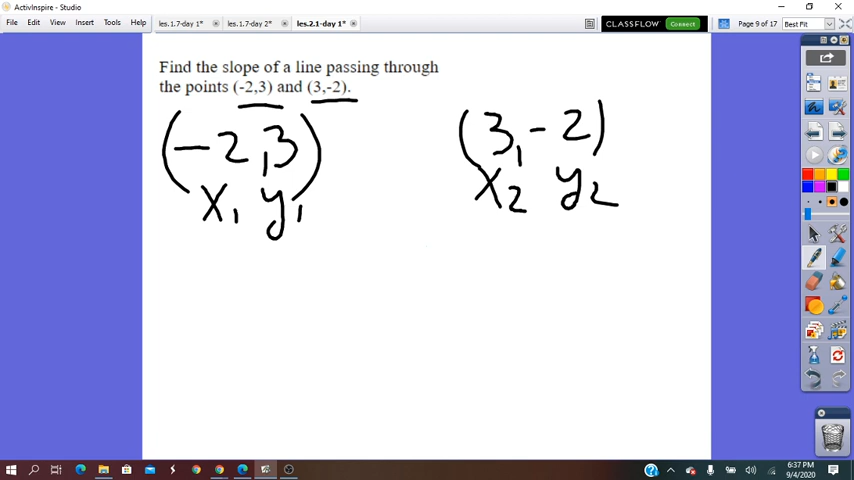 ActivInspire - Studio
File Edit View Insert Tools Help les.1.7-day 1* les.1.7-day 2* les.2.1-day 1* CLASSFLOW Connect Page 9 of 17 Best Fit
Find the slope of a line passing through
the points (-2,3) and (3,-2).
(-2,3) (3,-2)
x1 y1 x2 y2
6:37 PM
9/4/2020